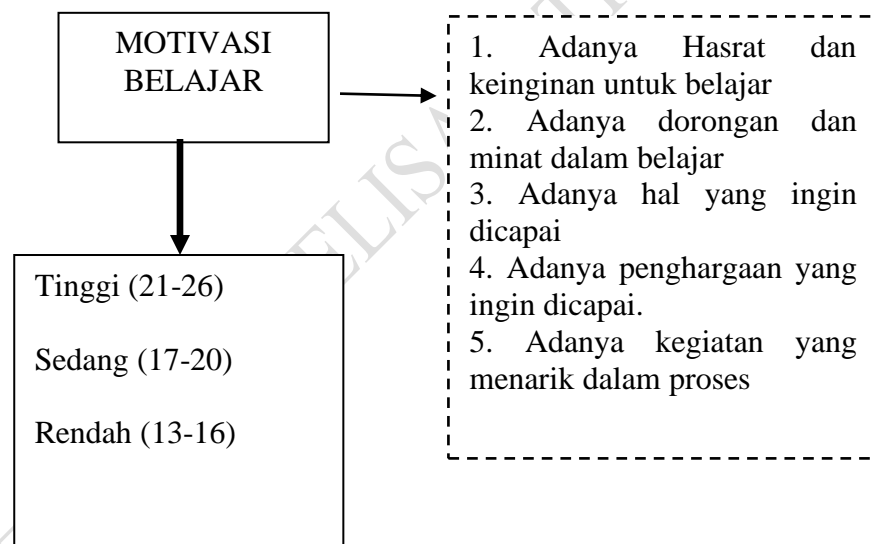 MOTIVASI
BELAJAR
1. Adanya Hasrat dan
keinginan untuk belajar
2. Adanya dorongan dan
minat dalam belajar
3. Adanya hal yang ingin
dicapai
4. Adanya penghargaan yang
ingin dicapai.
5. Adanya kegiatan yang
menarik dalam proses
Tinggi (21-26)
Sedang (17-20)
Rendah (13-16)